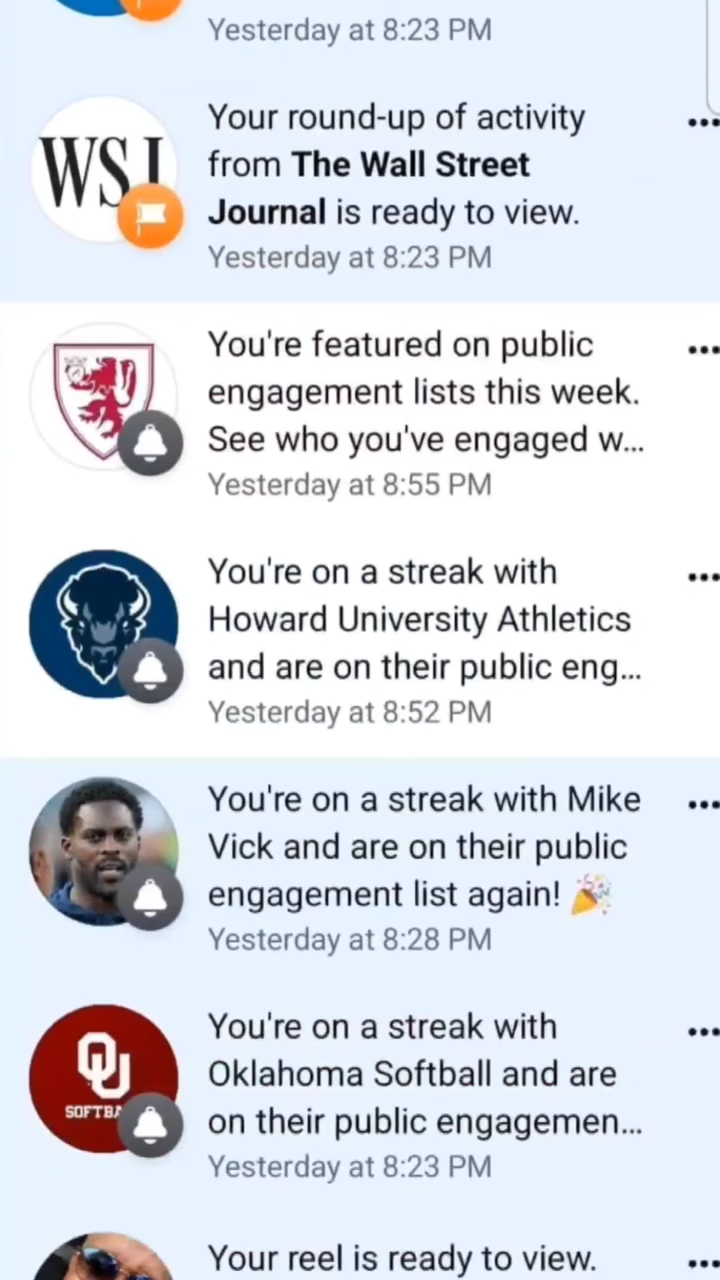 Yesterday at 8:23 PM
WSJ
Your round-up of activity
from The Wall Street
Journal is ready to view.
Yesterday at 8:23 PM
You're featured on public
engagement lists this week.
See who you've engaged w...
Yesterday at 8:55 PM
You're on a streak with
Howard University Athletics
and are on their public eng...
Yesterday at 8:52 PM
You're on a streak with Mike
Vick and are on their public
engagement list again! 🎉
Yesterday at 8:28 PM
OU
SOFTBA
You're on a streak with
Oklahoma Softball and are
on their public engagemen...
Yesterday at 8:23 PM
Your reel is ready to view.